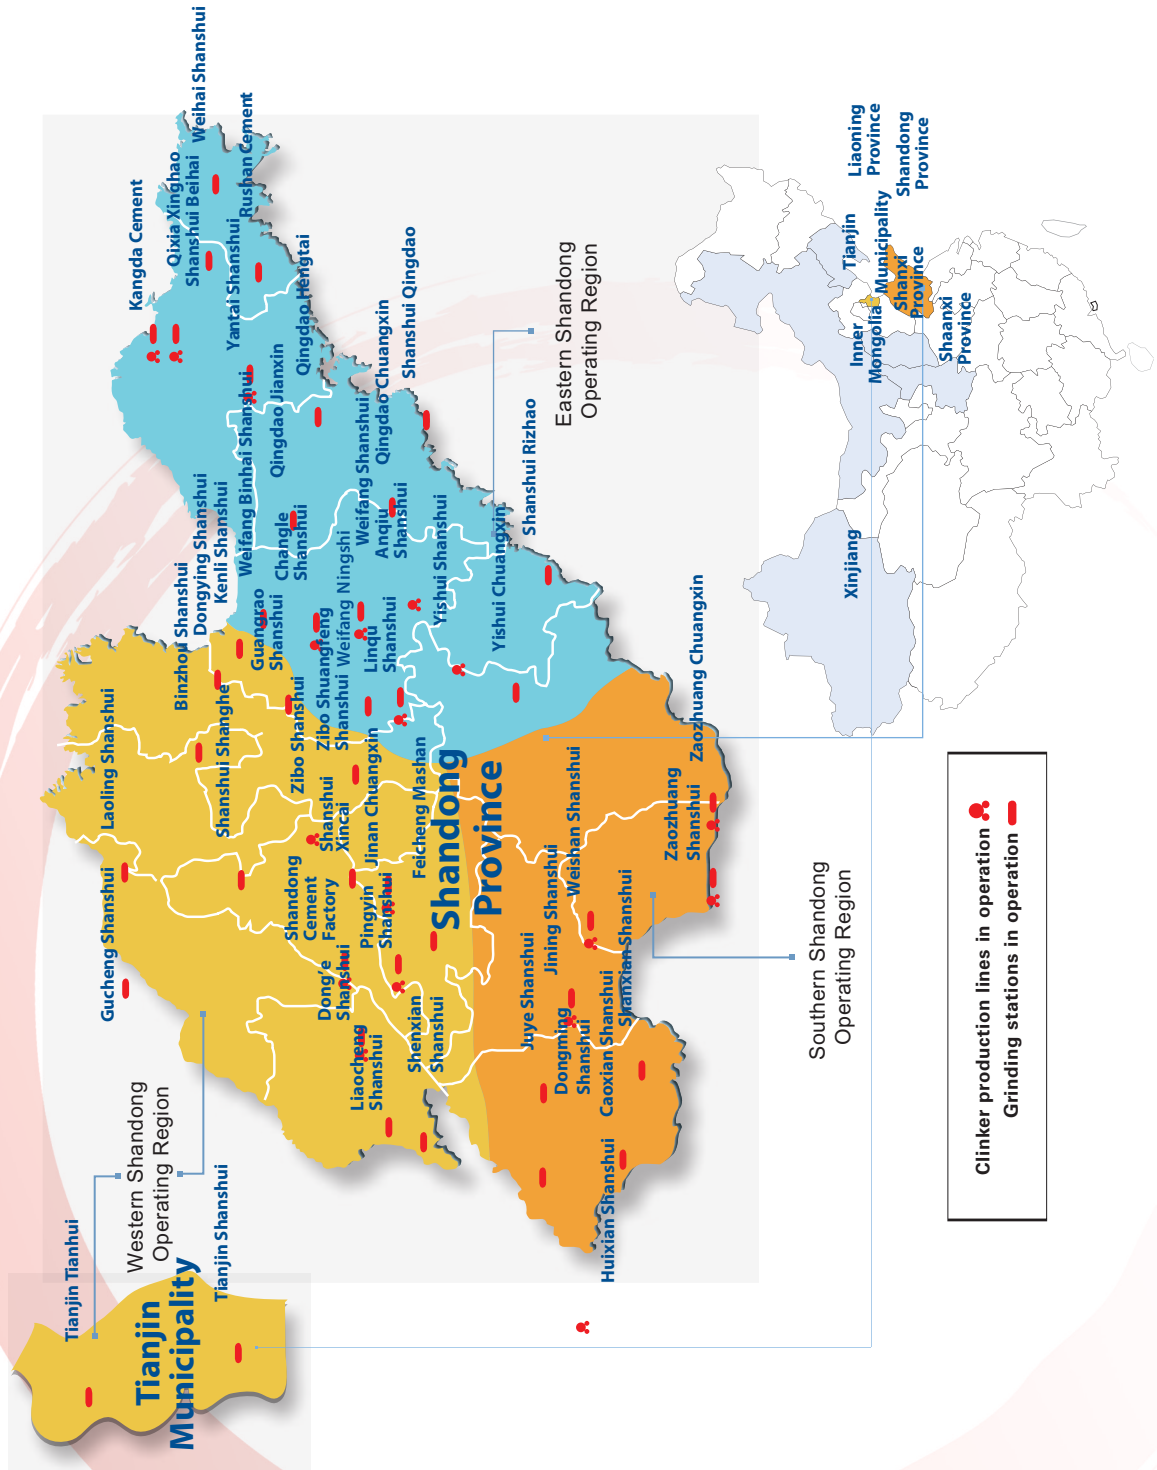 Tianjin Tianhui
Tianjin
Municipality
Tianjin Shanshui
Western Shandong
Operating Region
Gucheng Shanshui
Laoling Shanshui
Binzhou Shanshui
Dongying Shanshui
Kenli Shanshui
Shanshui Shanghe
Guangrao
Shanshui
Weifang Binhai Shanshui
Kangda Cement
Qixia Xinghao
Shanshui Beihai
Weihai Shanshui
Yantai Shanshui
Rushan Cement
Qingdao Jianxin
Qingdao Hengtai
Changle
Shanshui
Zibo Shanshui
Zibo Shuangfeng
Shanshui
Weifang Ningshi
Weifang Shanshui
Qingdao Chuangxin
Shanshui Qingdao
Linqu
Shanshui
Anqiu
Shanshui
Shandong
Cement
Factory
Shanshui
Xincai
Jinan Chuangxin
Dong'e
Shanshui
Pingyin
Shanshui
Feicheng Mashan
Liaocheng
Shanshui
Shenxian
Shanshui
Shandong
Province
Yishui Shanshui
Yishui Chuangxin
Shanshui Rizhao
Eastern Shandong
Operating Region
Juye Shanshui
Jining Shanshui
Weishan Shanshui
Dongming
Shanshui
Caoxian Shanshui
Shanxian Shanshui
Huixian Shanshui
Zaozhuang
Shanshui
Zaozhuang Chuangxin
Southern Shandong
Operating Region
Xinjiang
Inner
Mongolia
Tianjin
Municipality
Liaoning
Province
Shanxi
Province
Shandong
Province
Shaanxi
Province
Clinker production lines in operation
Grinding stations in operation